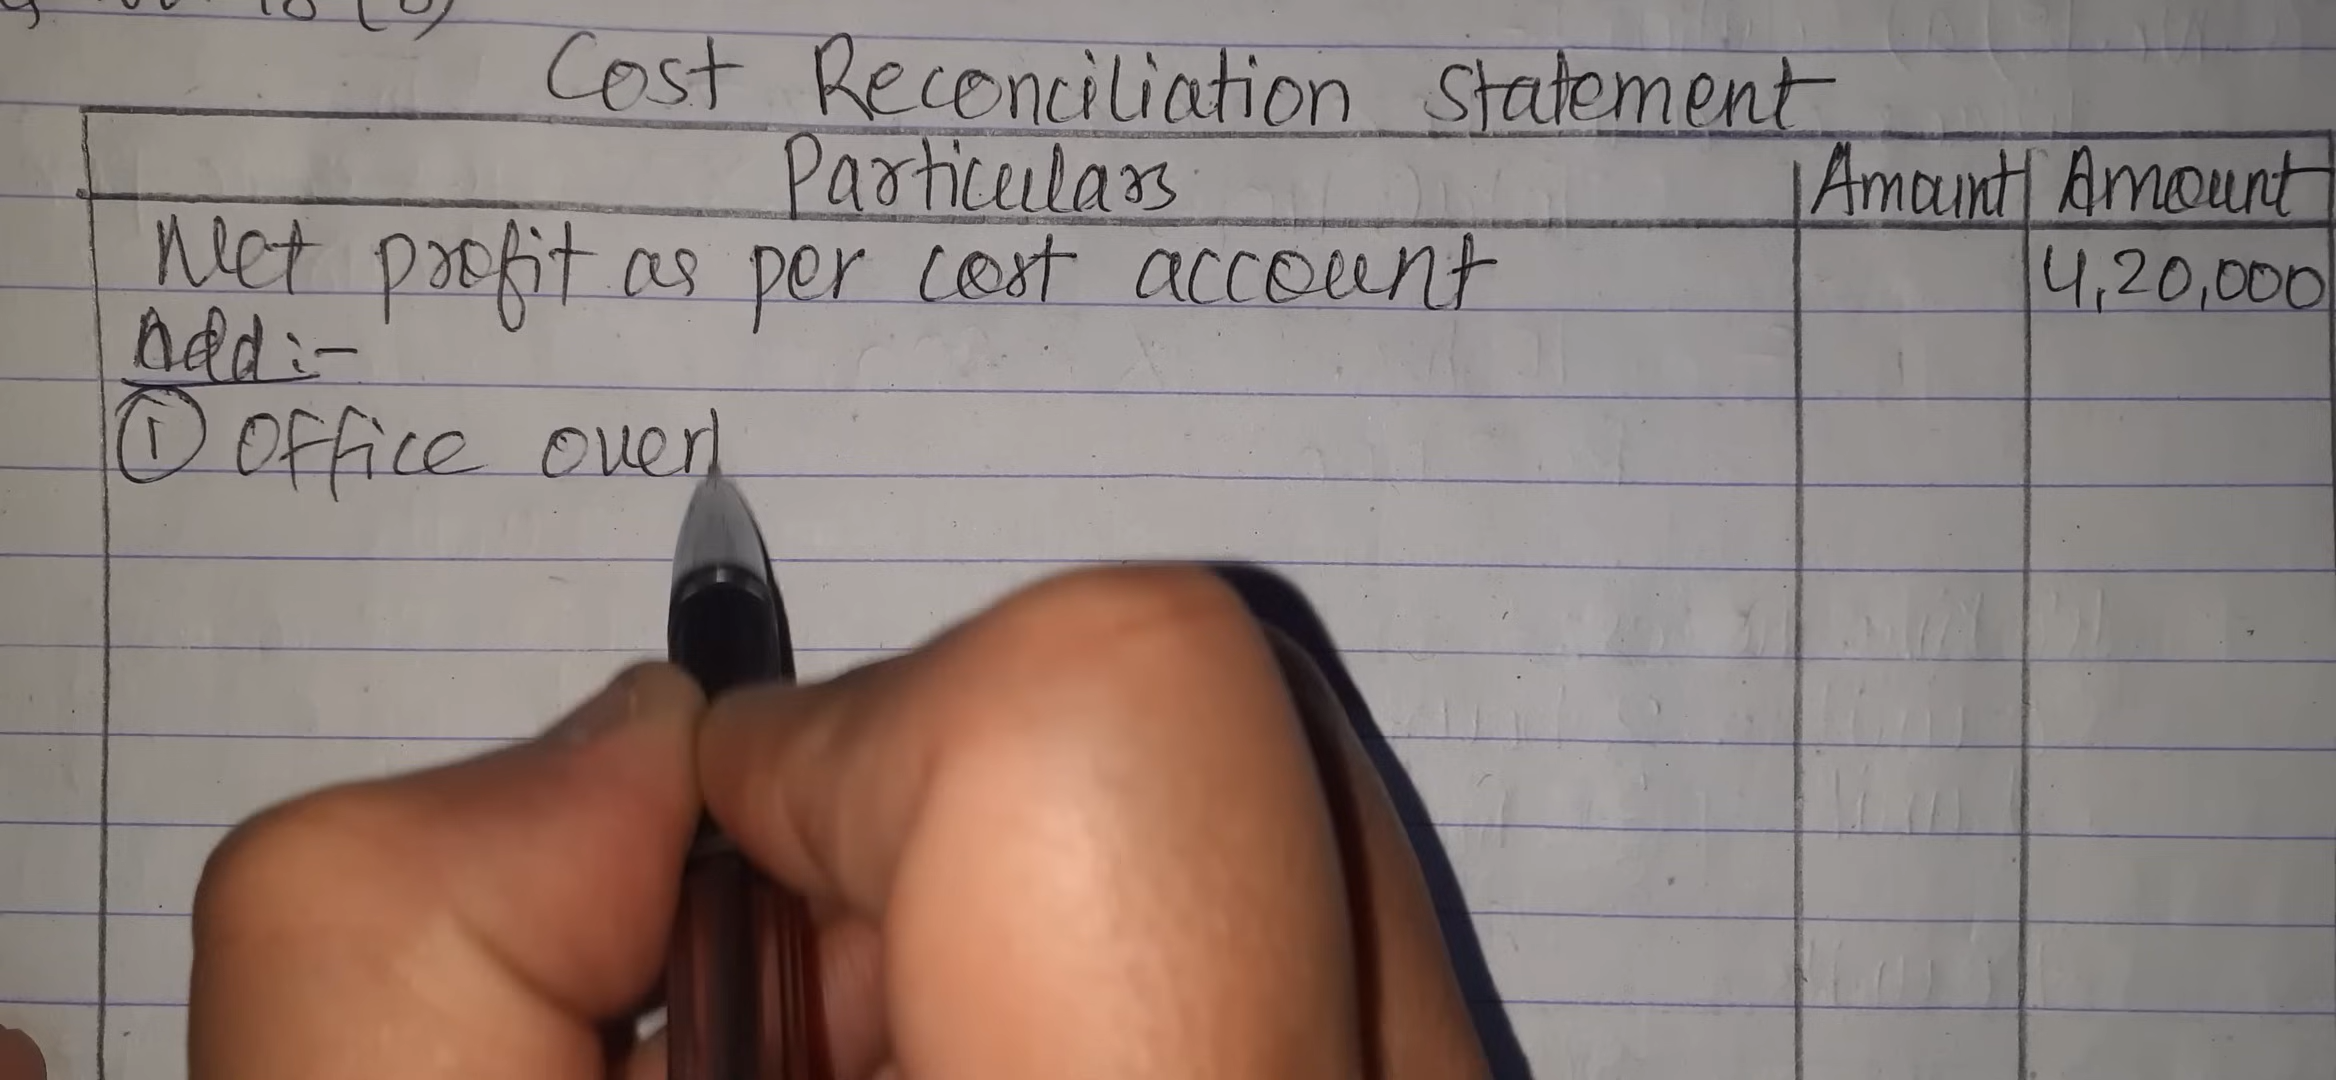 Cost Reconciliation Statement
Particulars Amount Amount
Net profit as per cost account 4,20,000
Add:-
① Office over